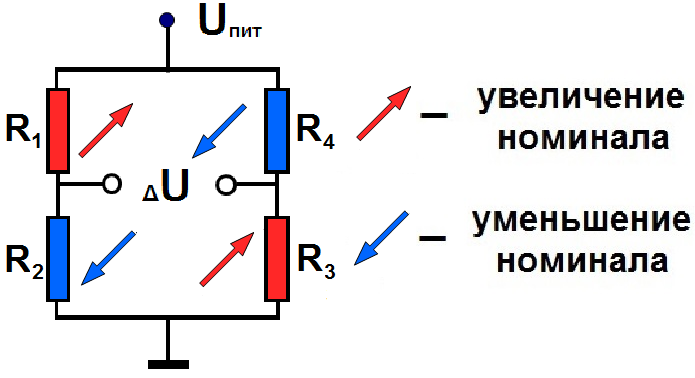 Uпит
R1
R4
ΔU
R2
R3
– увеличение
номинала
– уменьшение
номинала